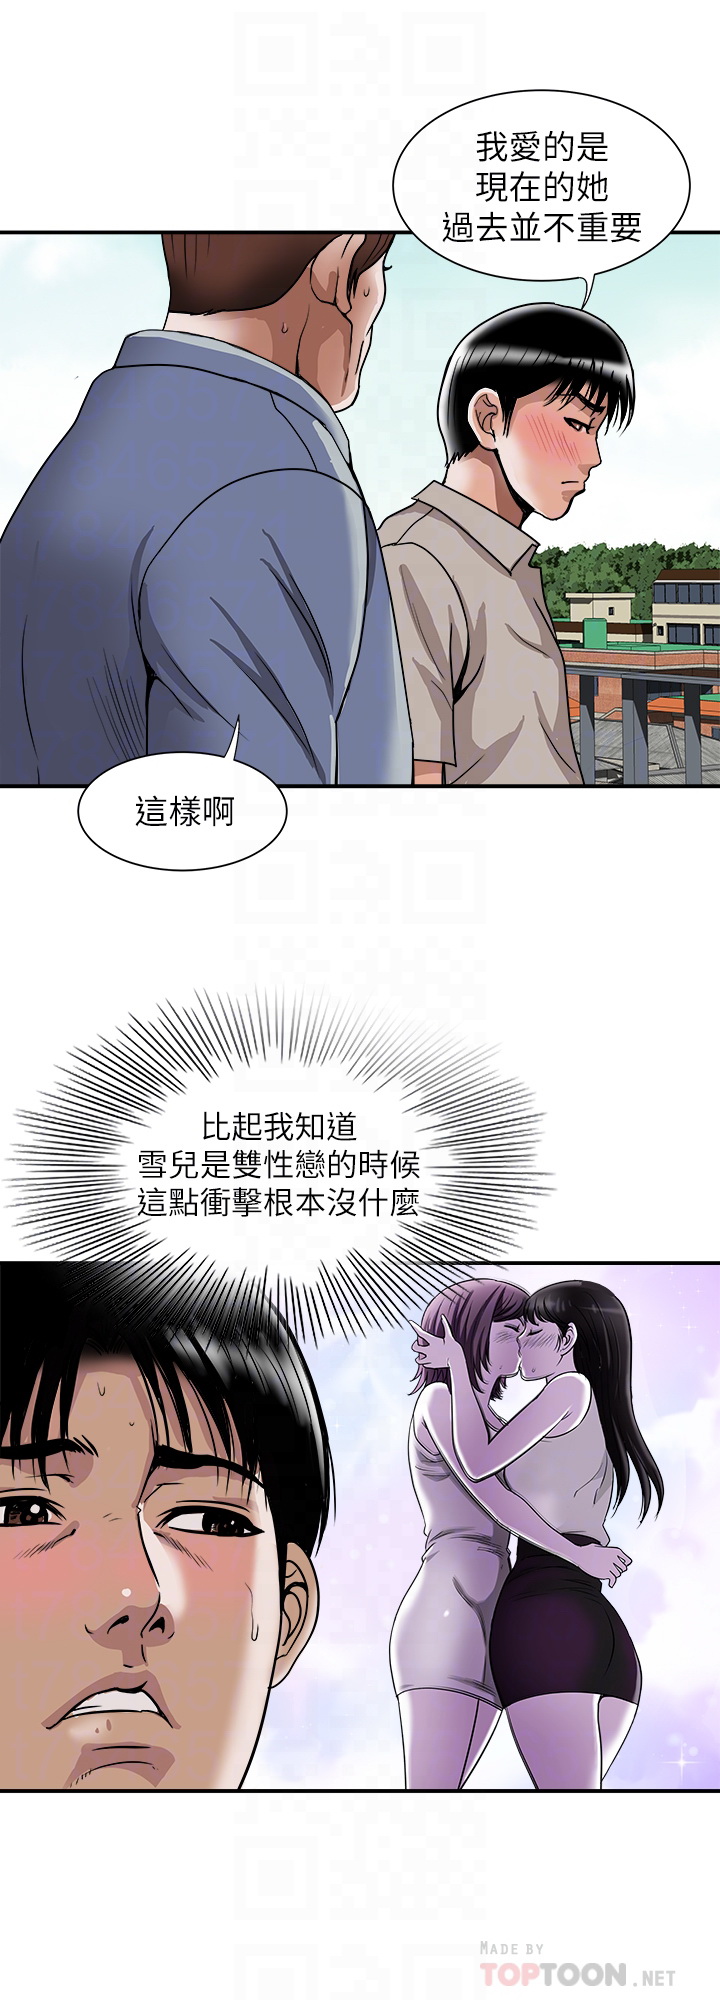 我愛的是
現在的她
過去並不重要
這樣啊
比起我知道
雪兒是雙性戀的時候
這點衝擊根本沒什麼
MADE BY
TOPTOON.NET